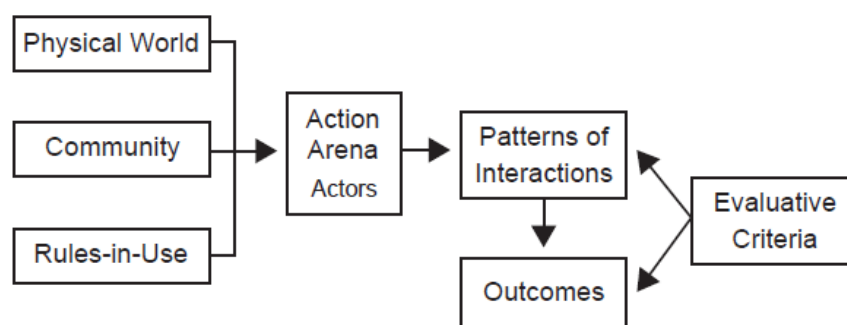 Physical World
Community
Rules-in-Use
Action
Arena
Actors
Patterns of
Interactions
Outcomes
Evaluative
Criteria